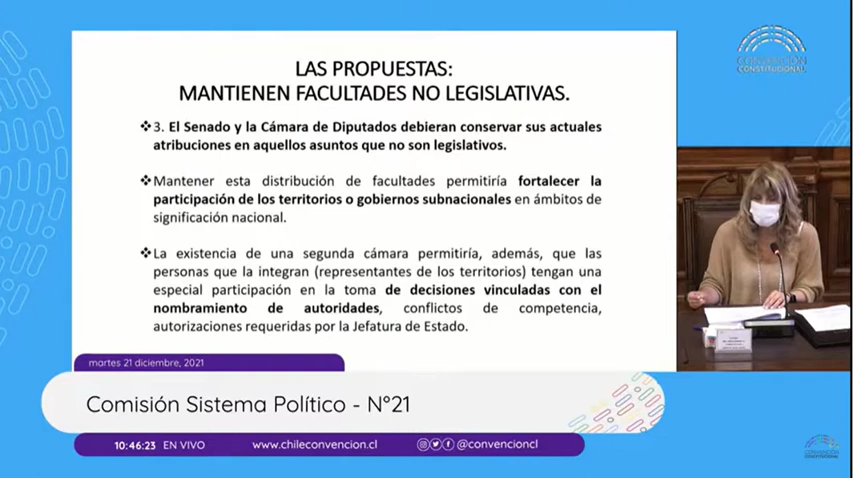 LAS PROPUESTAS:
MANTIENEN FACULTADES NO LEGISLATIVAS.
❖3. El Senado y la Cámara de Diputados debieran conservar sus actuales
atribuciones en aquellos asuntos que no son legislativos.
❖Mantener esta distribución de facultades permitiría fortalecer la
participación de los territorios o gobiernos subnacionales en ámbitos de
significación nacional.
❖La existencia de una segunda cámara permitiría, además, que las
personas que la integran (representantes de los territorios) tengan una
especial participación en la toma de decisiones vinculadas con el
nombramiento de autoridades, conflictos de competencia,
autorizaciones requeridas por la Jefatura de Estado.
CONVENCIÓN
CONSTITUCIONAL
martes 21 diciembre, 2021
Comisión Sistema Político - N°21
10:46:23 EN VIVO www.chileconvencion.cl @convencioncl
CONVENCIÓN
CONSTITUCIONAL